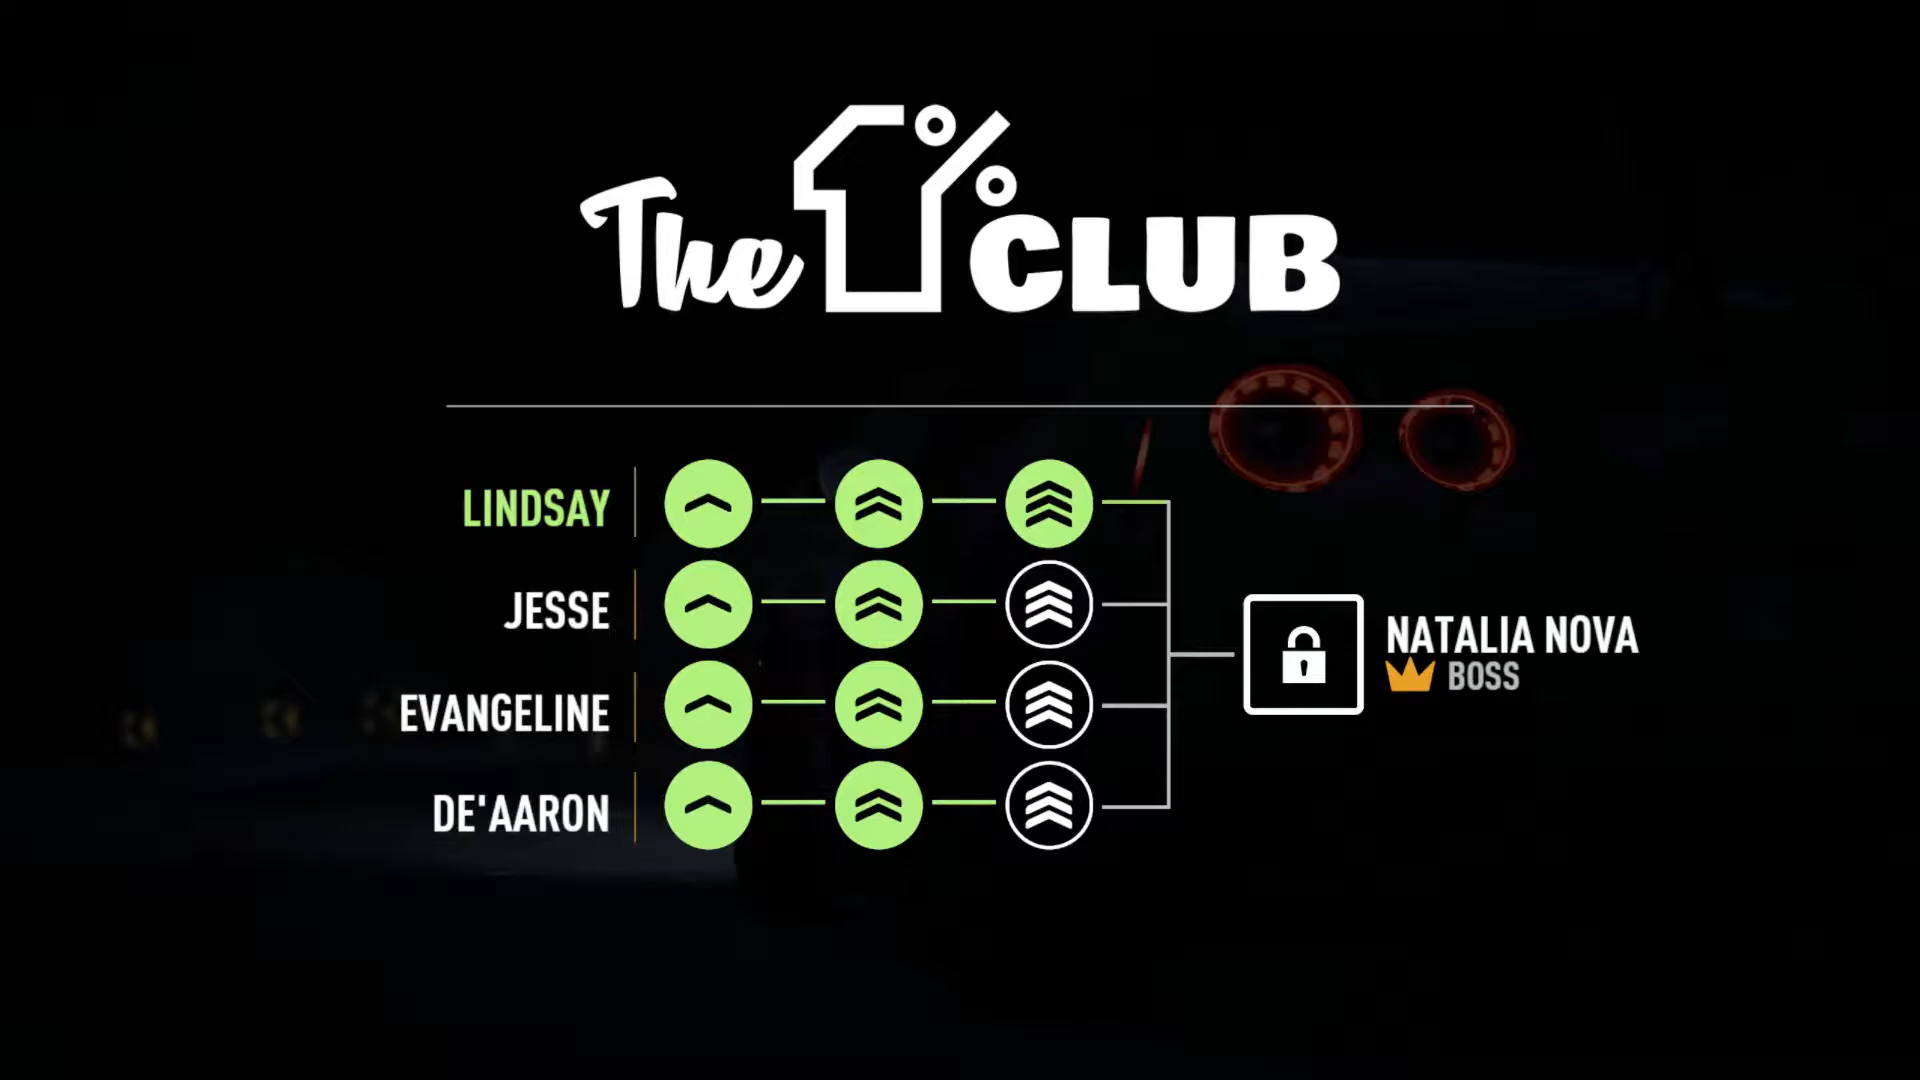 The 1% CLUB
LINDSAY
JESSE
EVANGELINE
DE'AARON
NATALIA NOVA
BOSS